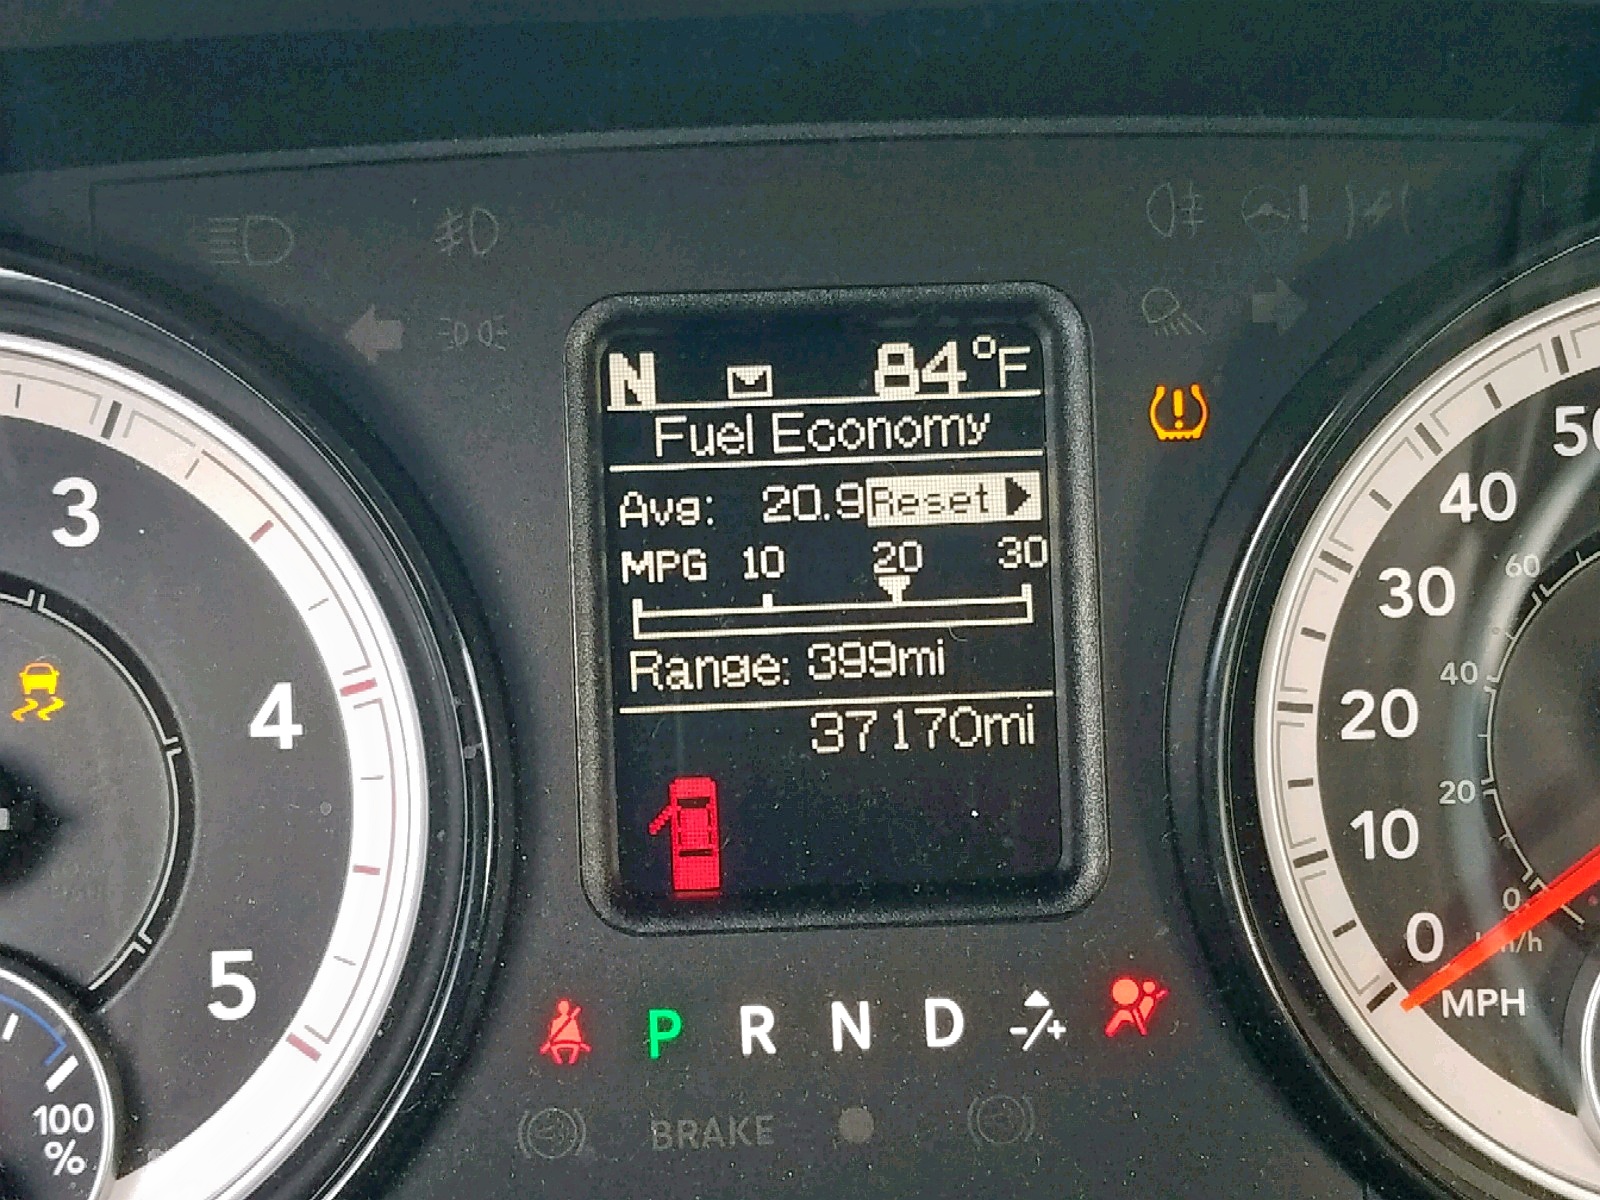 N 84°F
Fuel Economy
Avg: 20.9 Reset
MPG 10 20 30
Range: 399mi
37170mi
P R N D -/+
BRAKE
3
4
5
100
%
50
40
30
20
10
0
MPH
60
40
20
0
km/h